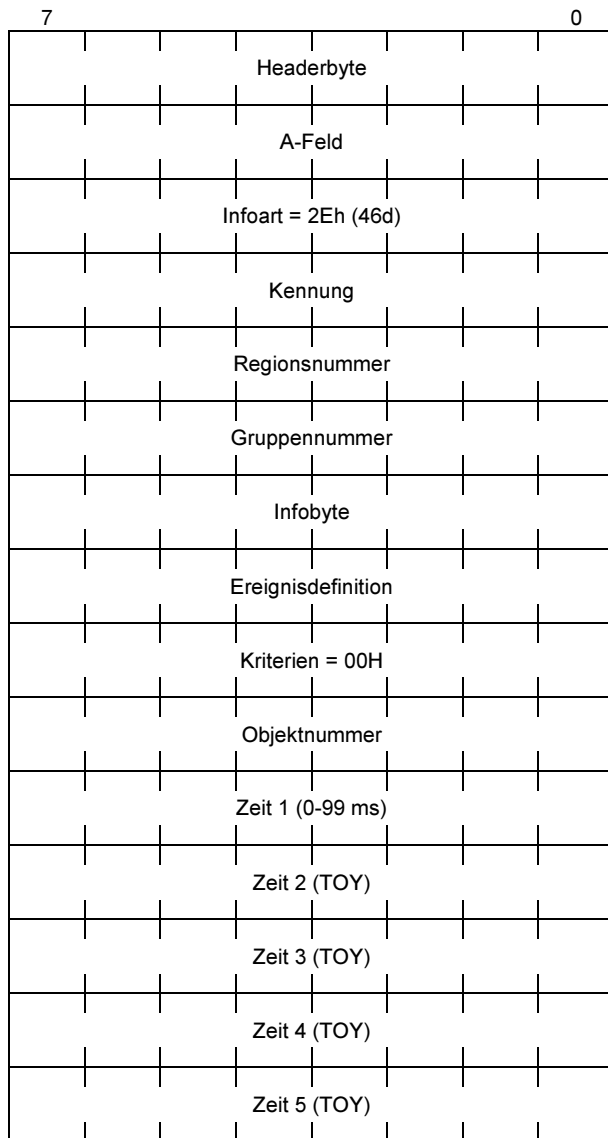 7 0
Headerbyte
A-Feld
Infoart = 2Eh (46d)
Kennung
Regionsnummer
Gruppennummer
Infobyte
Ereignisdefinition
Kriterien = 00H
Objektnummer
Zeit 1 (0-99 ms)
Zeit 2 (TOY)
Zeit 3 (TOY)
Zeit 4 (TOY)
Zeit 5 (TOY)